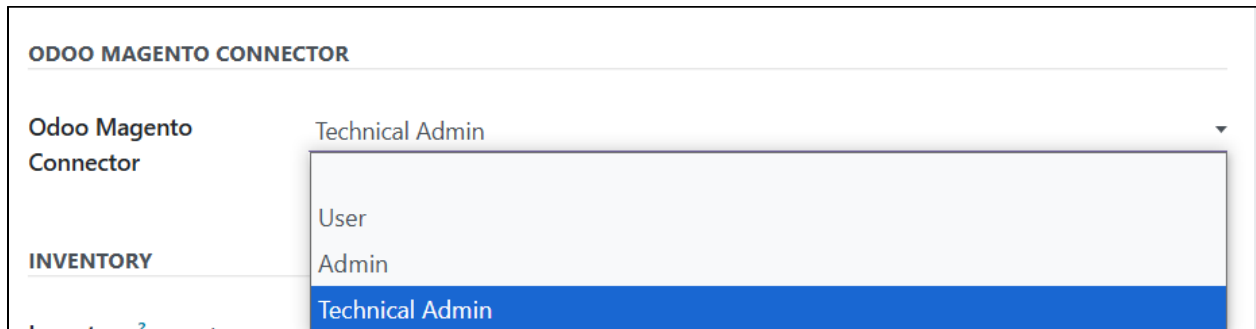 ODOO MAGENTO CONNECTOR
Odoo Magento
Connector
Technical Admin
User
Admin
Technical Admin
INVENTORY
?